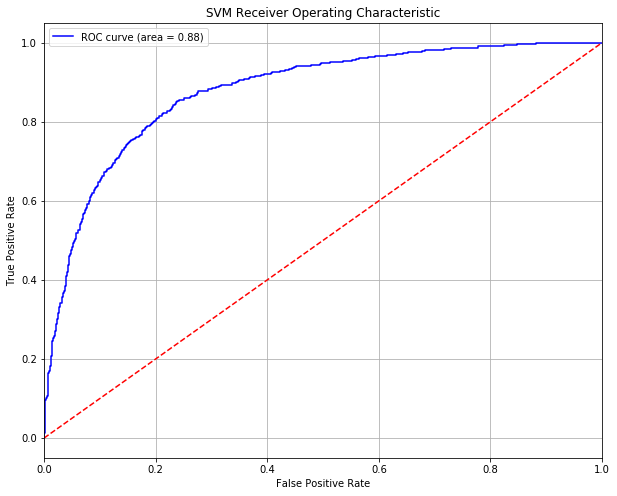 SVM Receiver Operating Characteristic
ROC curve (area = 0.88)
True Positive Rate
1.0
0.8
0.6
0.4
0.2
0.0
0.0 0.2 0.4 0.6 0.8 1.0
False Positive Rate